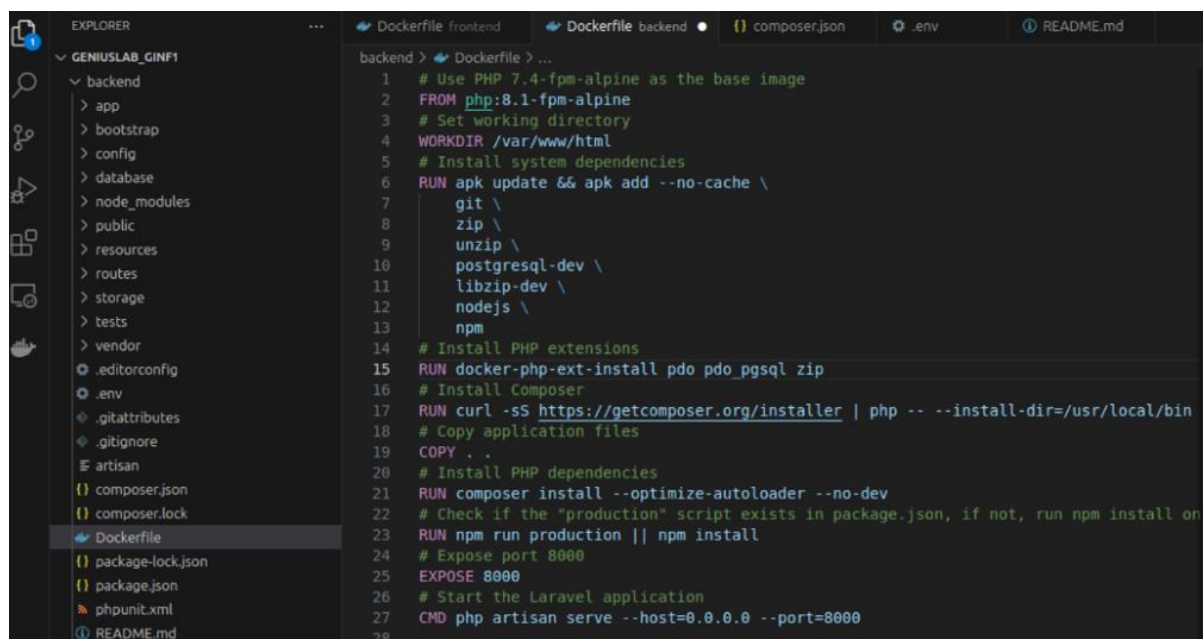 EXPLORER
GENIUSLAB_GINF1
backend
app
bootstrap
config
database
node_modules
public
resources
routes
storage
tests
vendor
.editorconfig
.env
.gitattributes
.gitignore
artisan
composer.json
composer.lock
Dockerfile
package-lock.json
package.json
phpunit.xml
README.md
1
Dockerfile frontend
Dockerfile backend
composer.json
.env
README.md
backend > Dockerfile > ...
1 # Use PHP 7.4-fpm-alpine as the base image
2 FROM php:8.1-fpm-alpine
3 # Set working directory
4 WORKDIR /var/www/html
5 # Install system dependencies
6 RUN apk update && apk add --no-cache \
7 git \
8 zip \
9 unzip \
10 postgresql-dev \
11 libzip-dev \
12 nodejs \
13 npm
14 # Install PHP extensions
15 RUN docker-php-ext-install pdo pdo_pgsql zip
16 # Install Composer
17 RUN curl -sS https://getcomposer.org/installer | php -- --install-dir=/usr/local/bin
18 # Copy application files
19 COPY . .
20 # Install PHP dependencies
21 RUN composer install --optimize-autoloader --no-dev
22 # Check if the "production" script exists in package.json, if not, run npm install on
23 RUN npm run production || npm install
24 # Expose port 8000
25 EXPOSE 8000
26 # Start the Laravel application
27 CMD php artisan serve --host=0.0.0.0 --port=8000
28